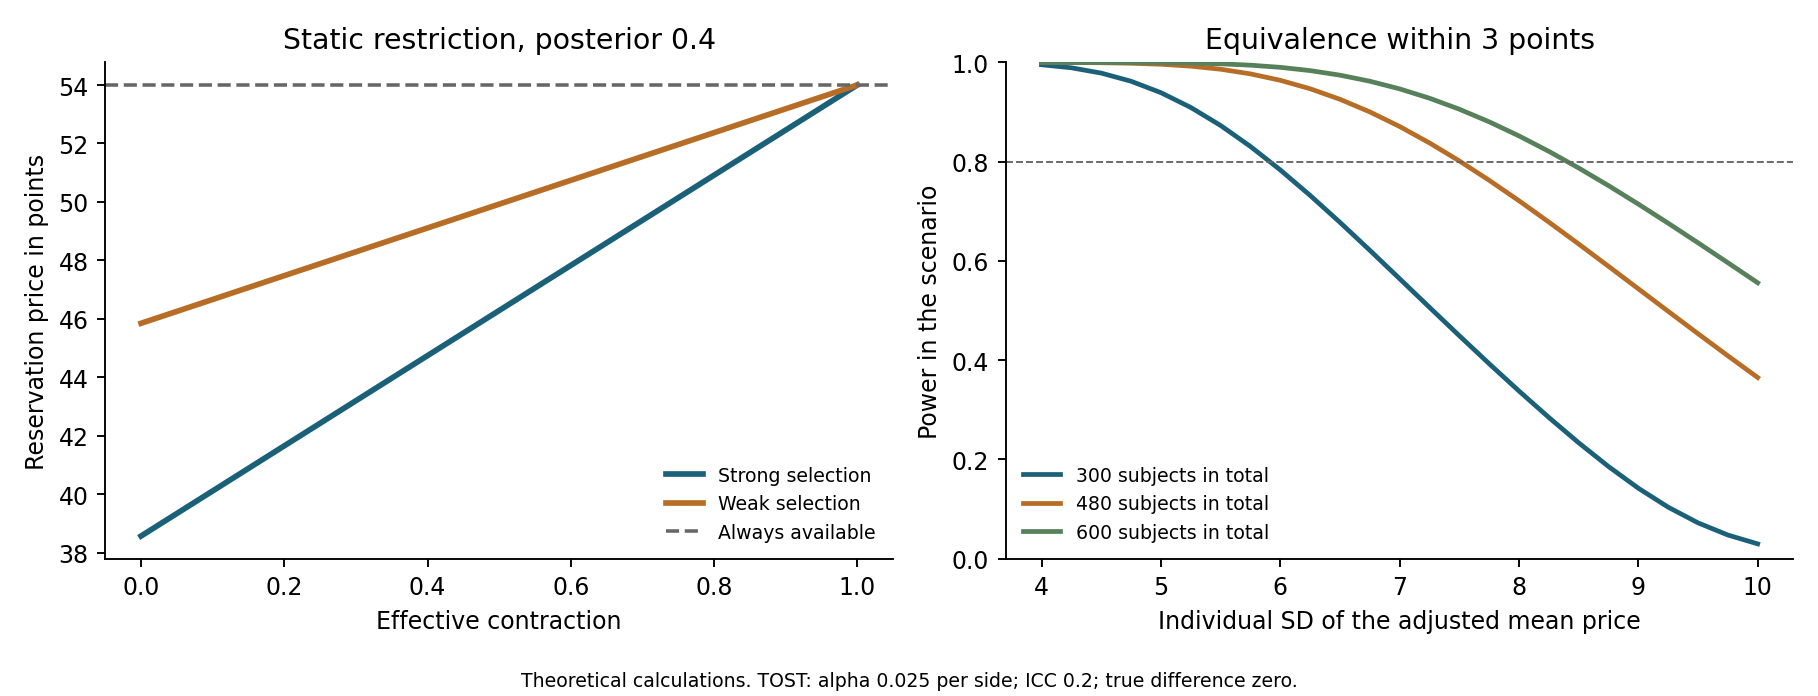 Static restriction, posterior 0.4
54
52
50
48
46
44
42
40
38
Reservation price in points
0.0 0.2 0.4 0.6 0.8 1.0
Effective contraction
Strong selection
Weak selection
Always available
Equivalence within 3 points
1.0
0.8
0.6
0.4
0.2
0.0
Power in the scenario
4 5 6 7 8 9 10
Individual SD of the adjusted mean price
300 subjects in total
480 subjects in total
600 subjects in total
Theoretical calculations. TOST: alpha 0.025 per side; ICC 0.2; true difference zero.